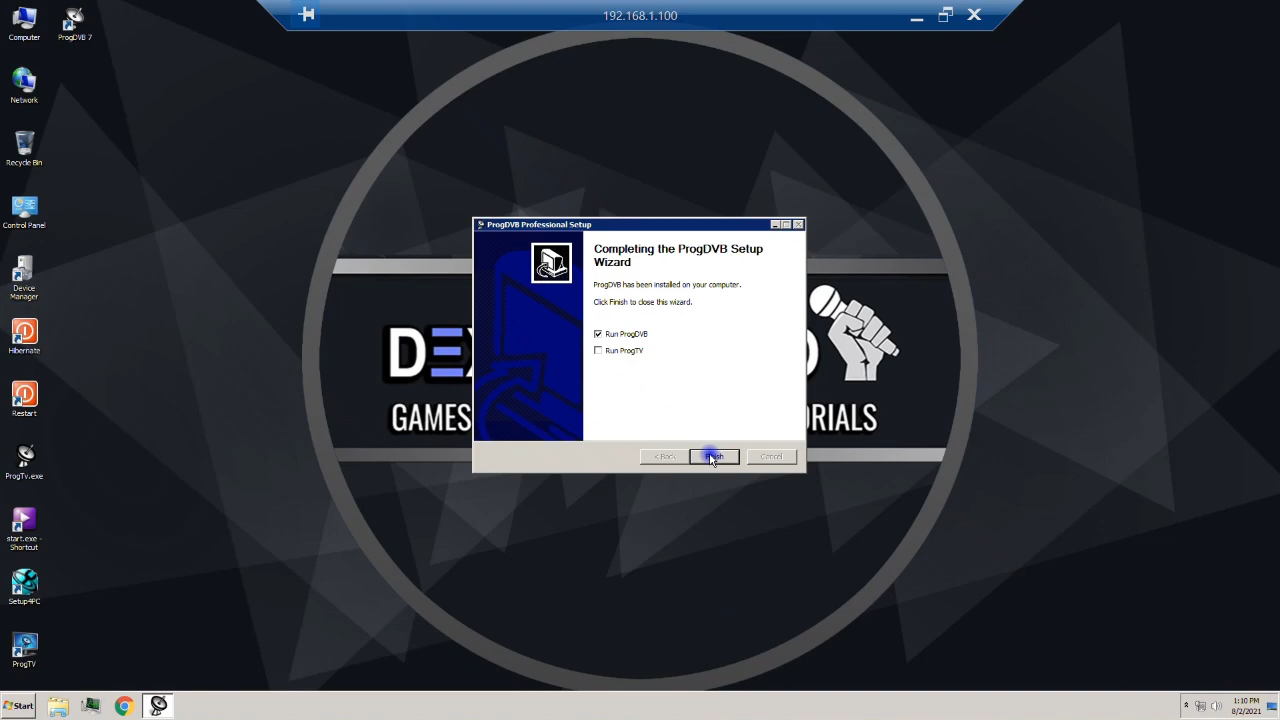 192.168.1.100
Computer
ProgDVB 7
Network
Recycle Bin
Control Panel
Device
Manager
Hibernate
Restart
ProgTv.exe
start.exe -
Shortcut
Setup4PC
ProgTV
ProgDVB Professional Setup
Completing the ProgDVB Setup
Wizard
ProgDVB has been installed on your computer.
Click Finish to close this wizard.
Run ProgDVB
Run ProgTV
< Back
Cancel
GAMES
Start
1:10 PM
8/2/2021